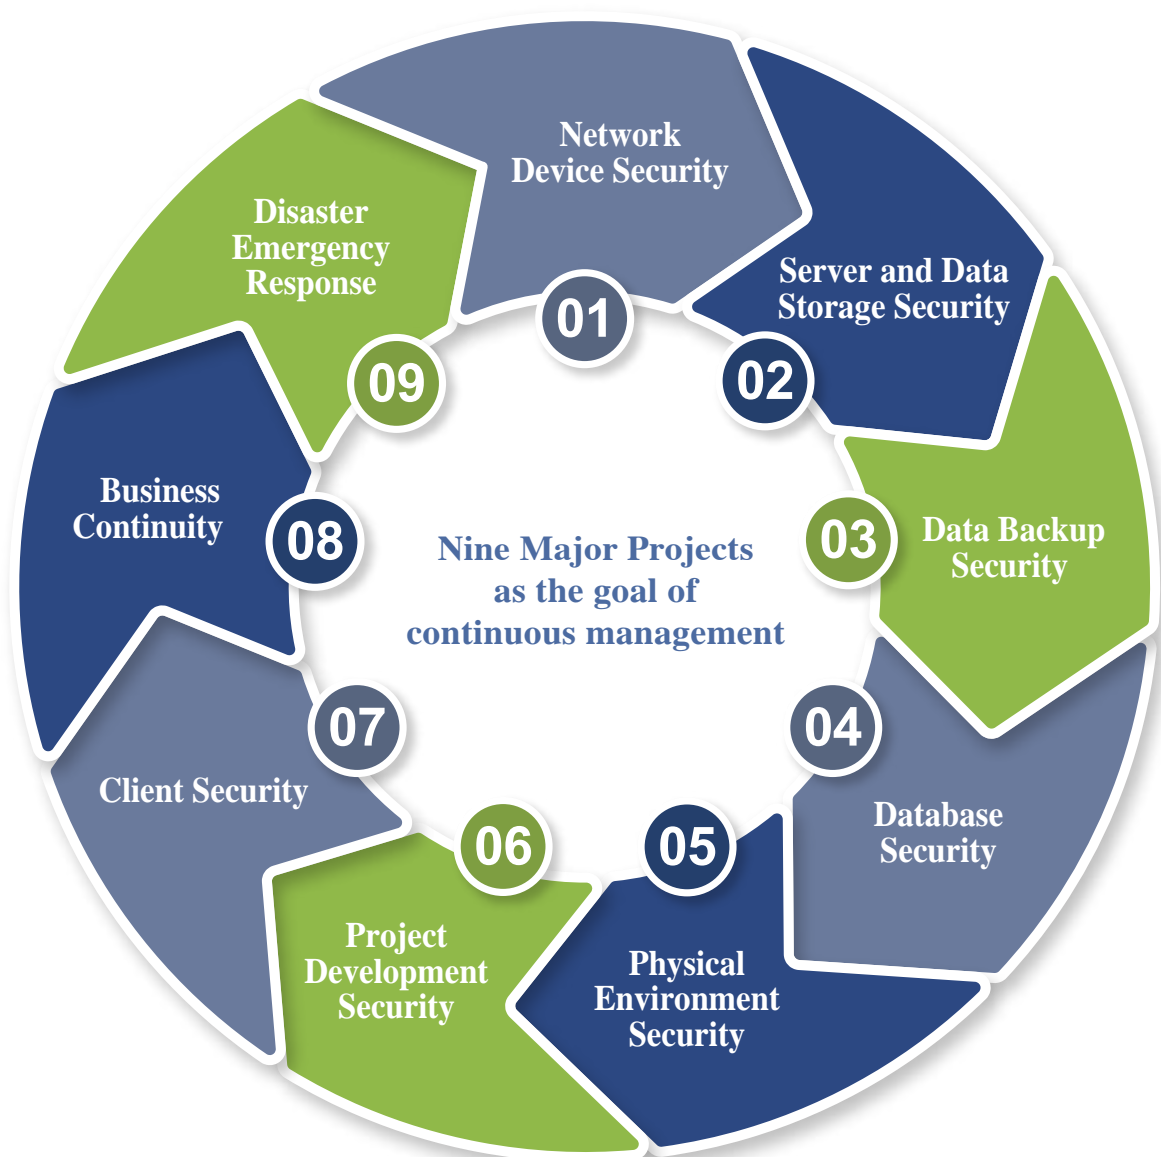 Network
Device Security
01
Server and Data
Storage Security
02
Data Backup
Security
03
Database
Security
04
Physical
Environment
Security
05
Project
Development
Security
06
Client Security
07
Business
Continuity
08
Disaster
Emergency
Response
09
Nine Major Projects
as the goal of
continuous management